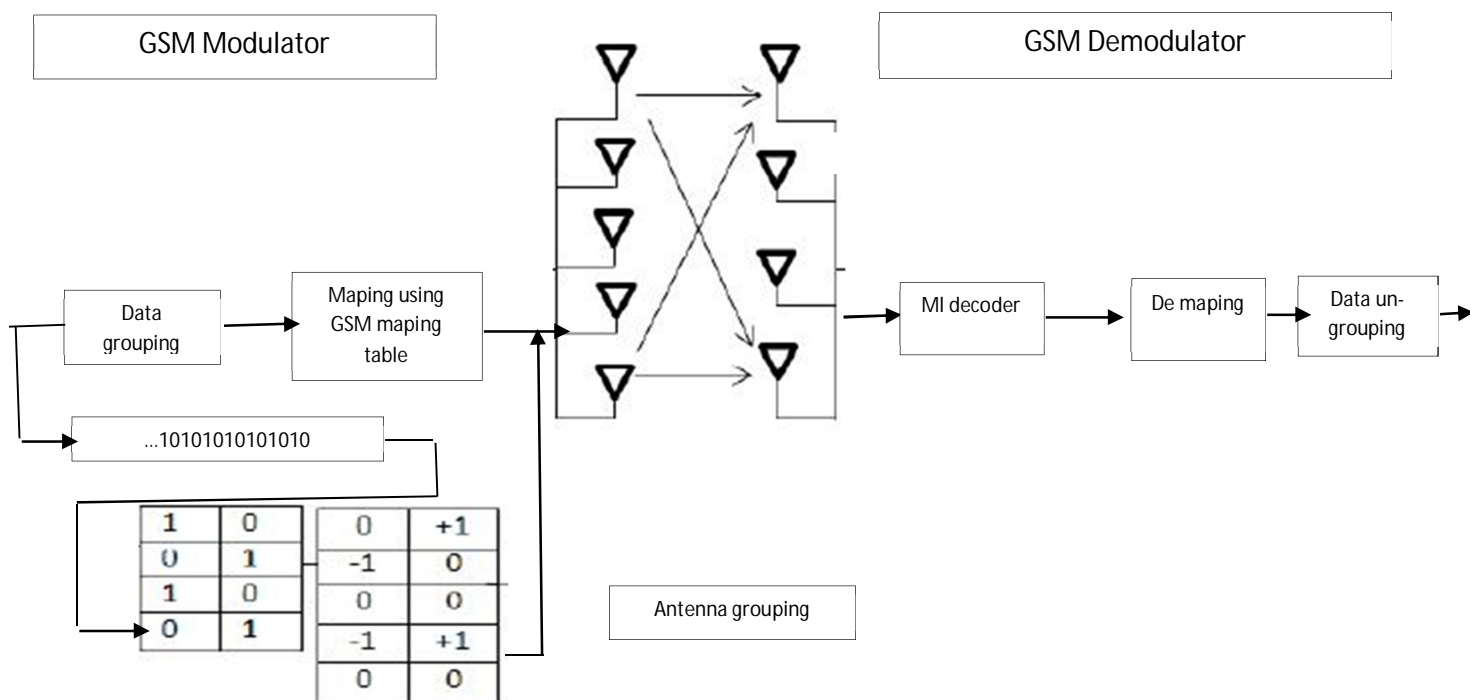 GSM Modulator
GSM Demodulator
Data
grouping
Maping using
GSM maping
table
MI decoder
De maping
Data un-
grouping
...10101010101010
1 0
0 1
1 0
0 1
0 +1
-1 0
0 0
-1 +1
0 0
Antenna grouping